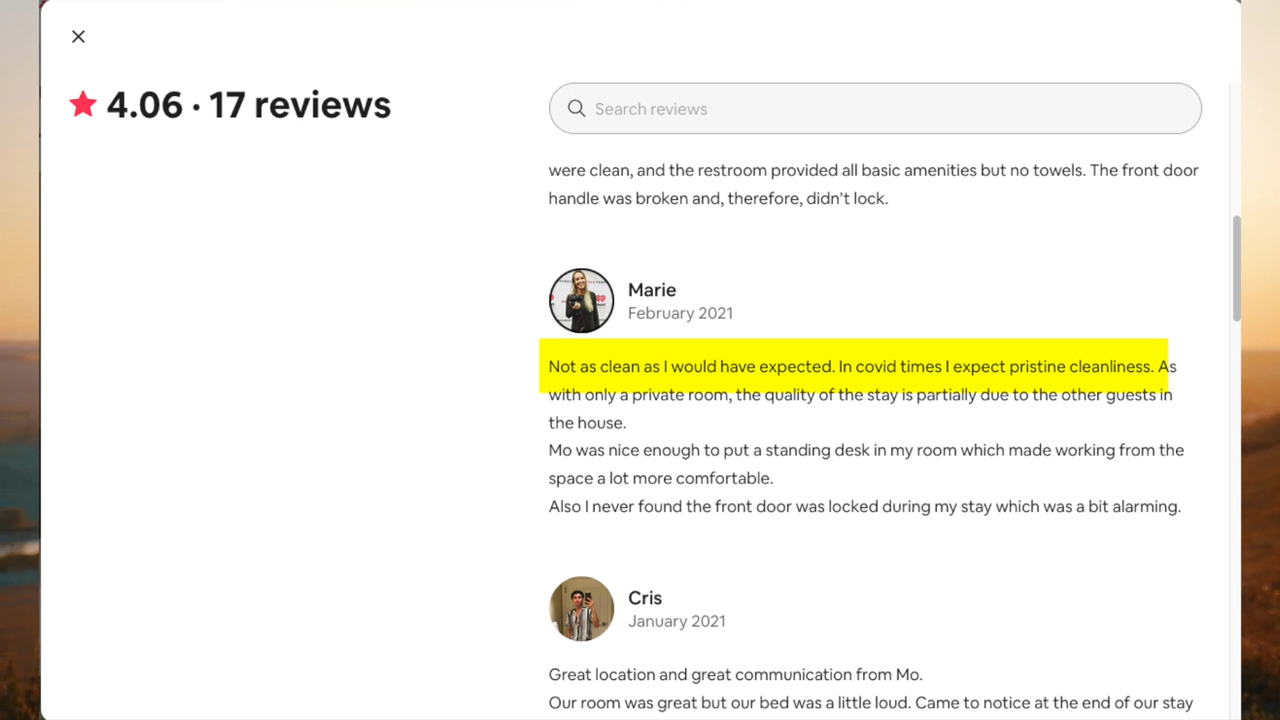 4.06 · 17 reviews
Search reviews
were clean, and the restroom provided all basic amenities but no towels. The front door
handle was broken and, therefore, didn’t lock.
Marie
February 2021
Not as clean as I would have expected. In covid times I expect pristine cleanliness. As
with only a private room, the quality of the stay is partially due to the other guests in
the house.
Mo was nice enough to put a standing desk in my room which made working from the
space a lot more comfortable.
Also I never found the front door was locked during my stay which was a bit alarming.
Cris
January 2021
Great location and great communication from Mo.
Our room was great but our bed was a little loud. Came to notice at the end of our stay